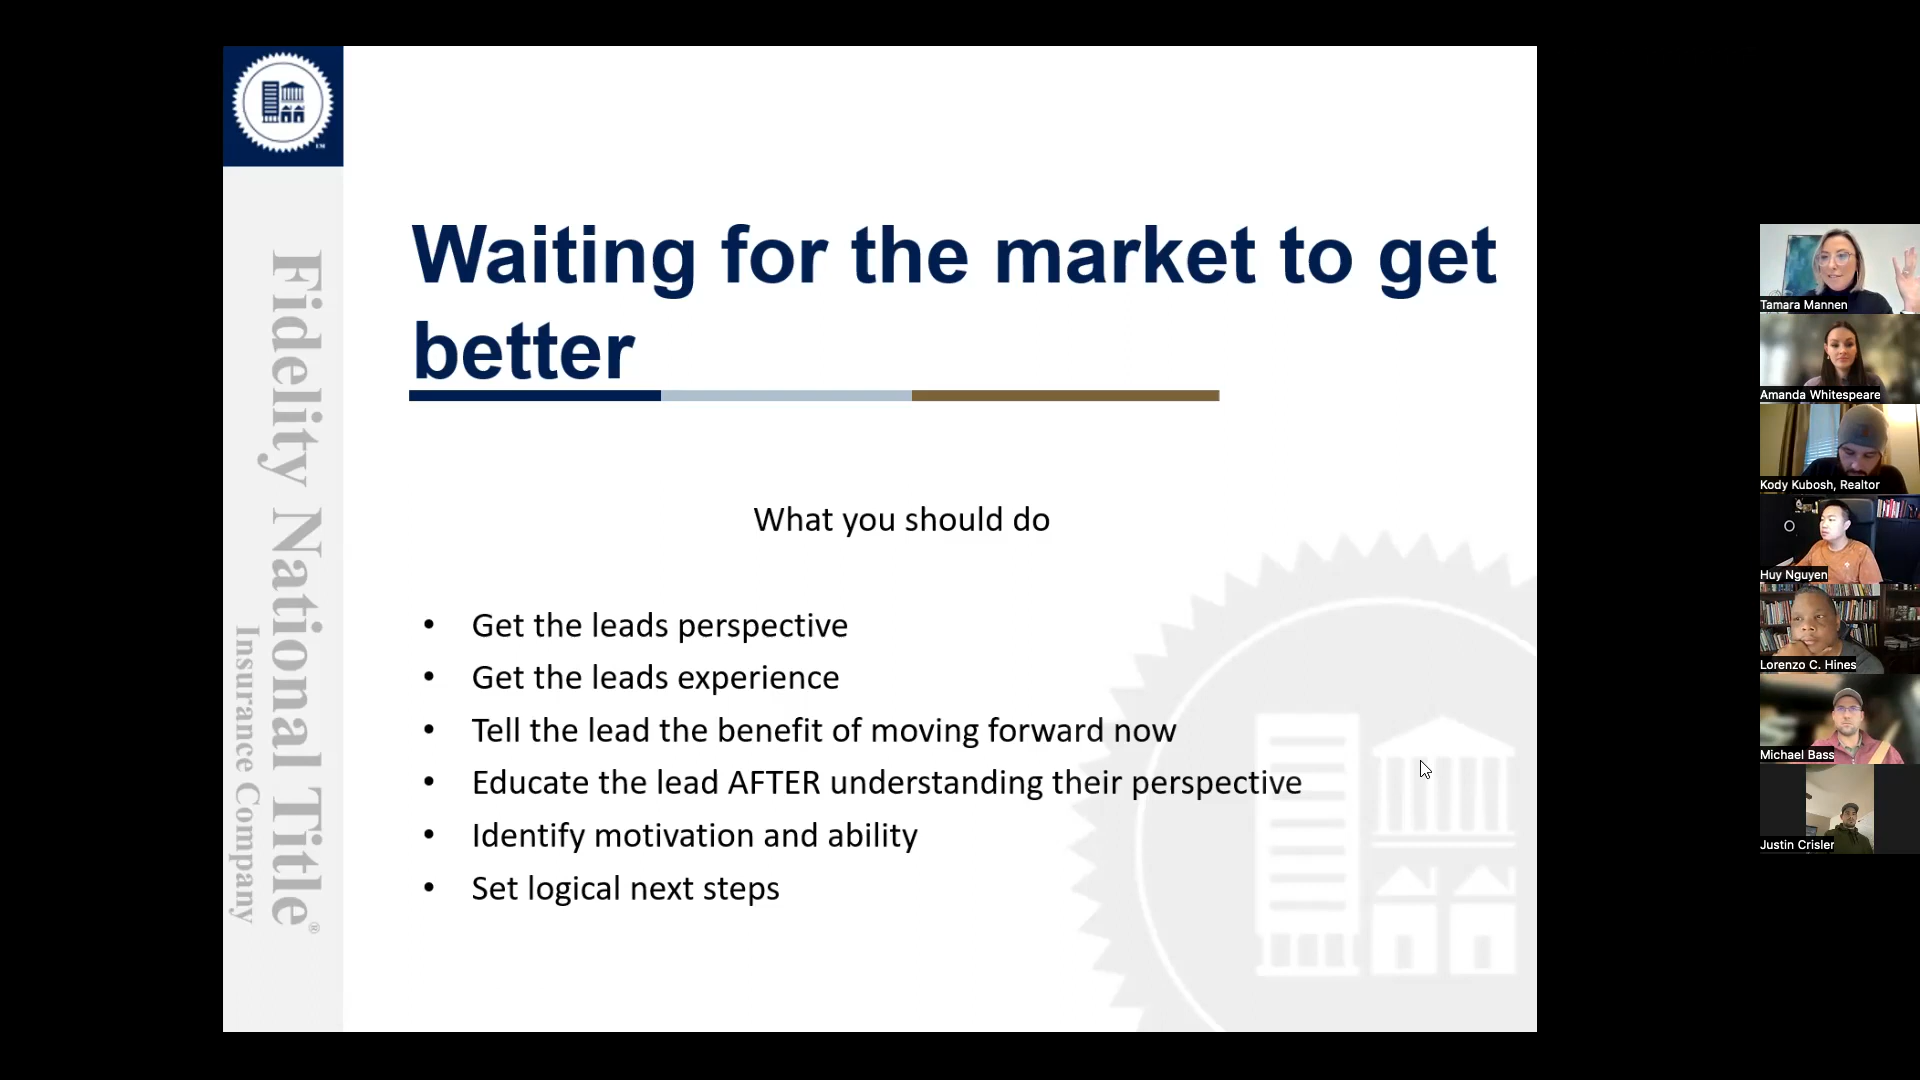 Waiting for the market to get
better
What you should do
• Get the leads perspective
• Get the leads experience
• Tell the lead the benefit of moving forward now
• Educate the lead AFTER understanding their perspective
• Identify motivation and ability
• Set logical next steps
Fidelity National Title®
Insurance Company
TM
Tamara Mannen
Amanda Whitespeare
Kody Kubosh, Realtor
Huy Nguyen
Lorenzo C. Hines
Michael Bass
Justin Crisler